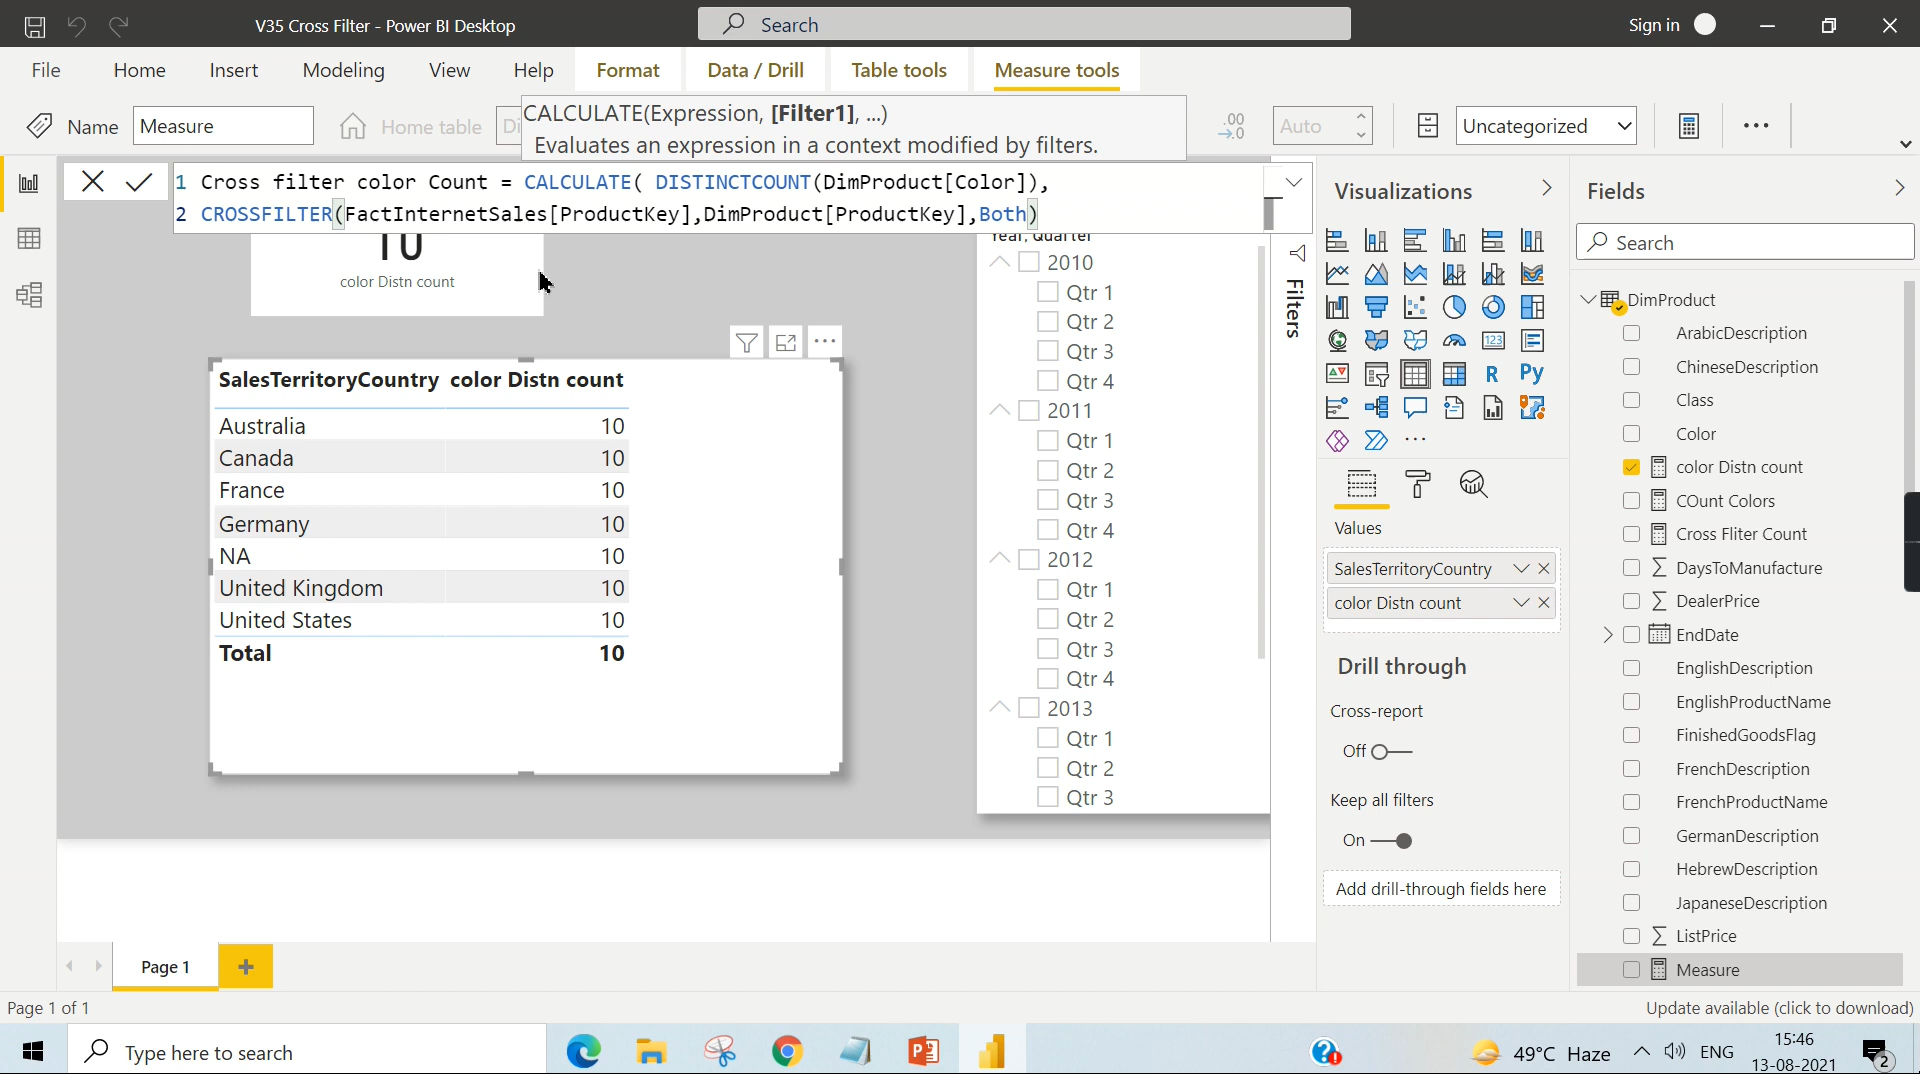 V35 Cross Filter - Power BI Desktop
Search
Sign in
File
Home
Insert
Modeling
View
Help
Format
Data / Drill
Table tools
Measure tools
Name
Measure
Home table
Di
CALCULATE(Expression, [Filter1], ...)
Evaluates an expression in a context modified by filters.
.00
→.0
Auto
Uncategorized
1 Cross filter color Count = CALCULATE( DISTINCTCOUNT(DimProduct[Color]),
2 CROSSFILTER(FactInternetSales[ProductKey],DimProduct[ProductKey],Both)
10
color Distn count
SalesTerritoryCountry color Distn count
Australia 10
Canada 10
France 10
Germany 10
NA 10
United Kingdom 10
United States 10
Total 10
Year, Quarter
2010
Qtr 1
Qtr 2
Qtr 3
Qtr 4
2011
Qtr 1
Qtr 2
Qtr 3
Qtr 4
2012
Qtr 1
Qtr 2
Qtr 3
Qtr 4
2013
Qtr 1
Qtr 2
Qtr 3
Filters
Visualizations
123
R
Py
Values
SalesTerritoryCountry
color Distn count
Drill through
Cross-report
Off
Keep all filters
On
Add drill-through fields here
Fields
Search
DimProduct
ArabicDescription
ChineseDescription
Class
Color
color Distn count
COunt Colors
Cross Fliter Count
DaysToManufacture
DealerPrice
EndDate
EnglishDescription
EnglishProductName
FinishedGoodsFlag
FrenchDescription
FrenchProductName
GermanDescription
HebrewDescription
JapaneseDescription
ListPrice
Measure
Page 1
Page 1 of 1
Update available (click to download)
Type here to search
49°C Haze
ENG
15:46
13-08-2021
2